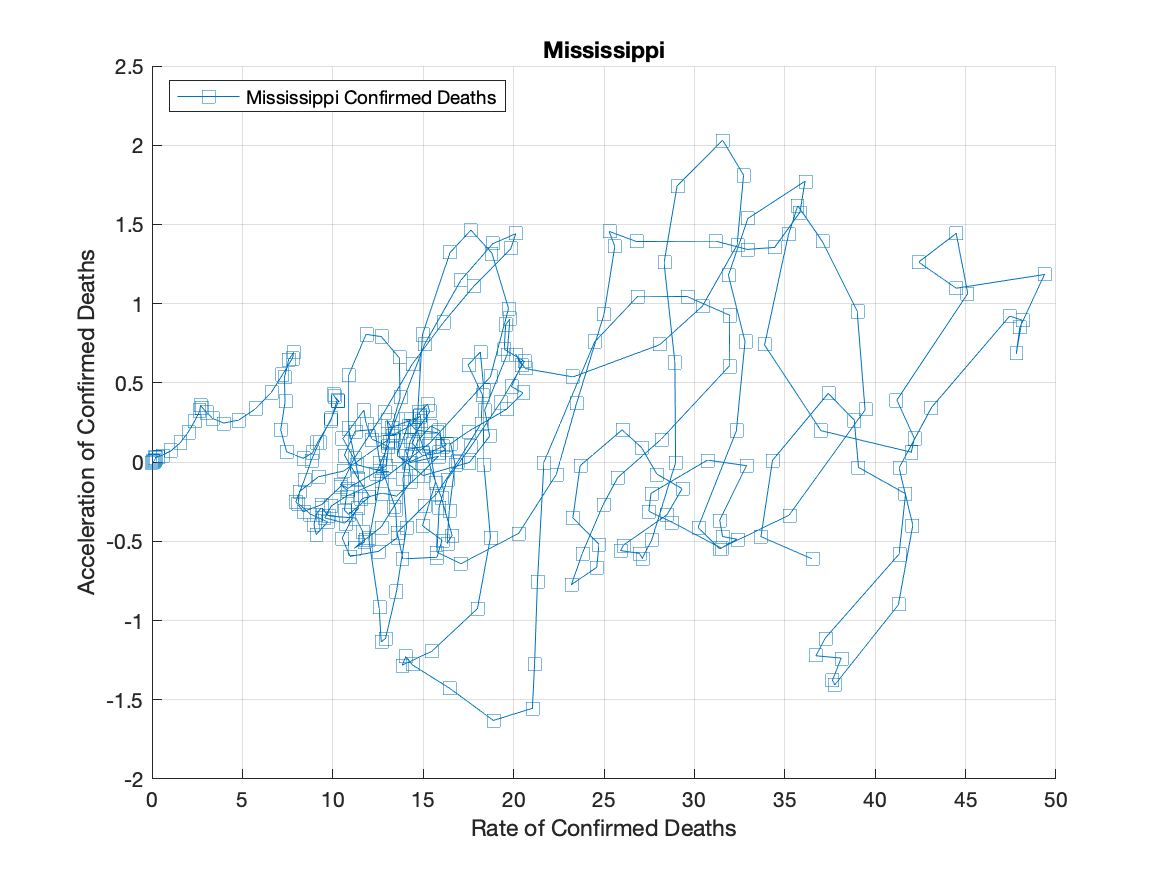 Mississippi
2.5
Mississippi Confirmed Deaths
2
1.5
1
0.5
0
-0.5
-1
-1.5
-2
Acceleration of Confirmed Deaths
0 5 10 15 20 25 30 35 40 45 50
Rate of Confirmed Deaths